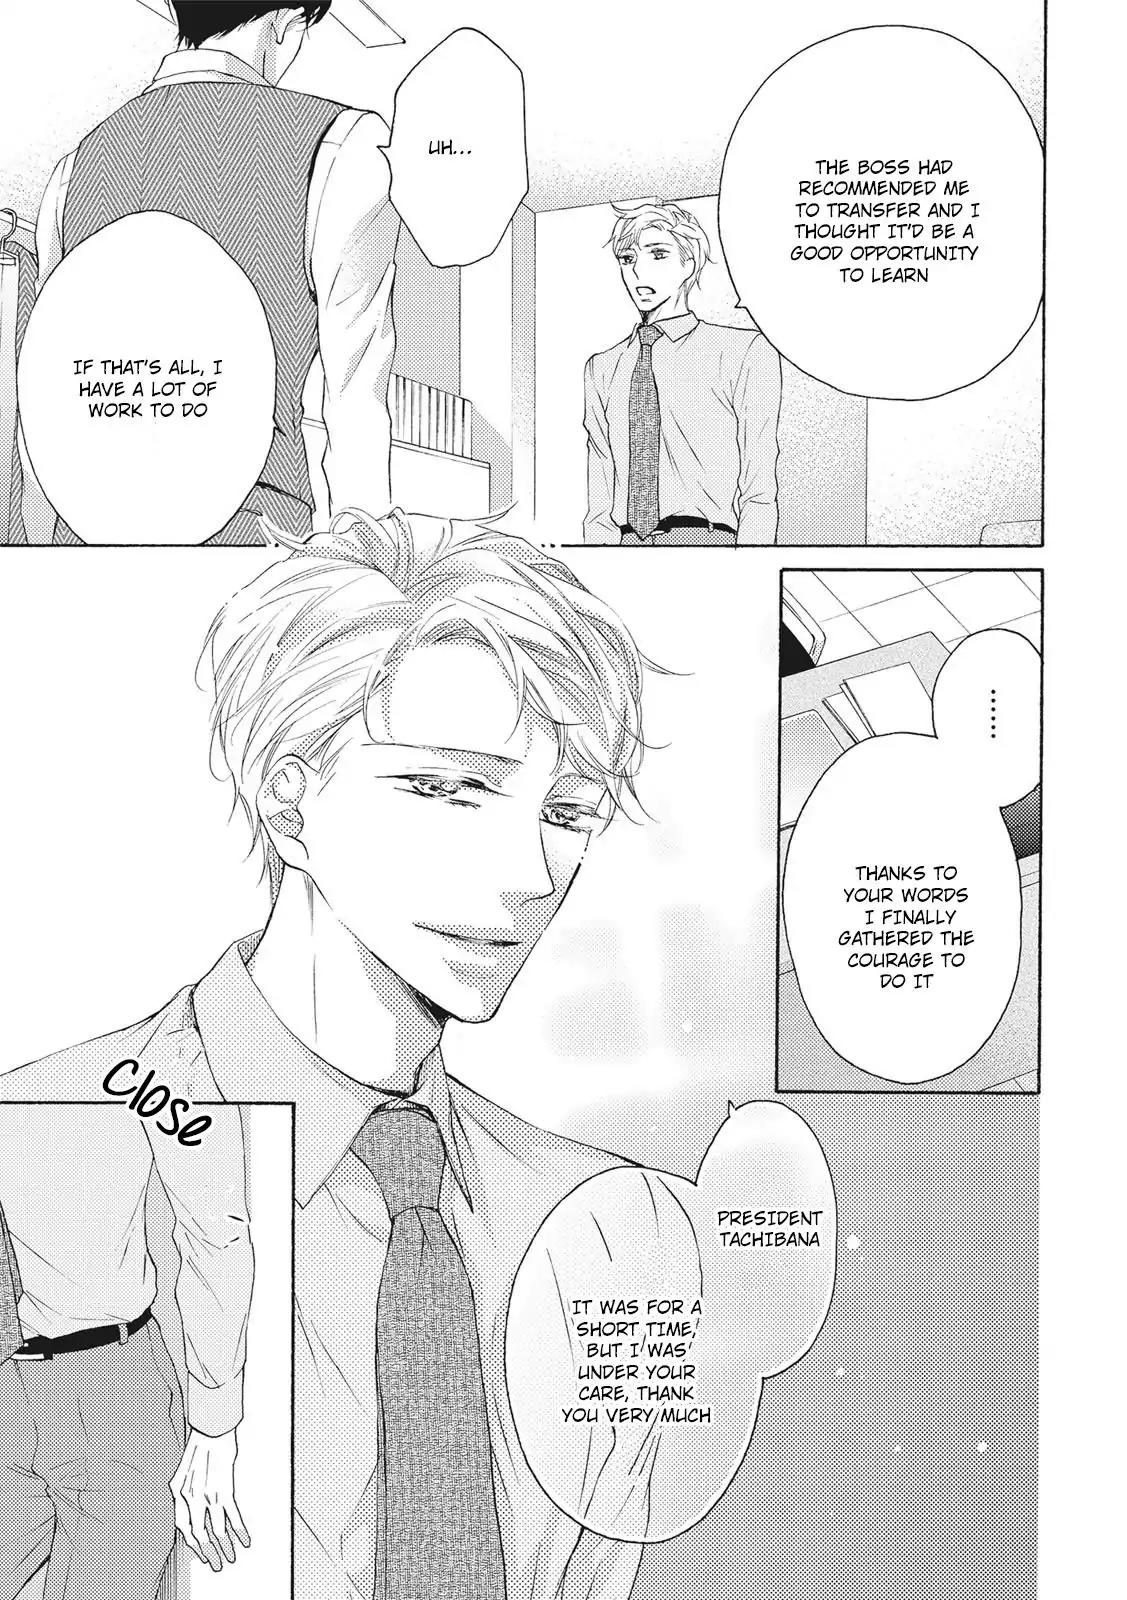 THE BOSS HAD
RECOMMENDED ME
TO TRANSFER AND I
THOUGHT IT'D BE A
GOOD OPPORTUNITY
TO LEARN
UH...
IF THAT'S ALL, I
HAVE A LOT OF
WORK TO DO
......
THANKS TO
YOUR WORDS
I FINALLY
GATHERED THE
COURAGE TO
DO IT
PRESIDENT
TACHIBANA
IT WAS FOR A
SHORT TIME,
BUT I WAS
UNDER YOUR
CARE, THANK
YOU VERY MUCH
Close